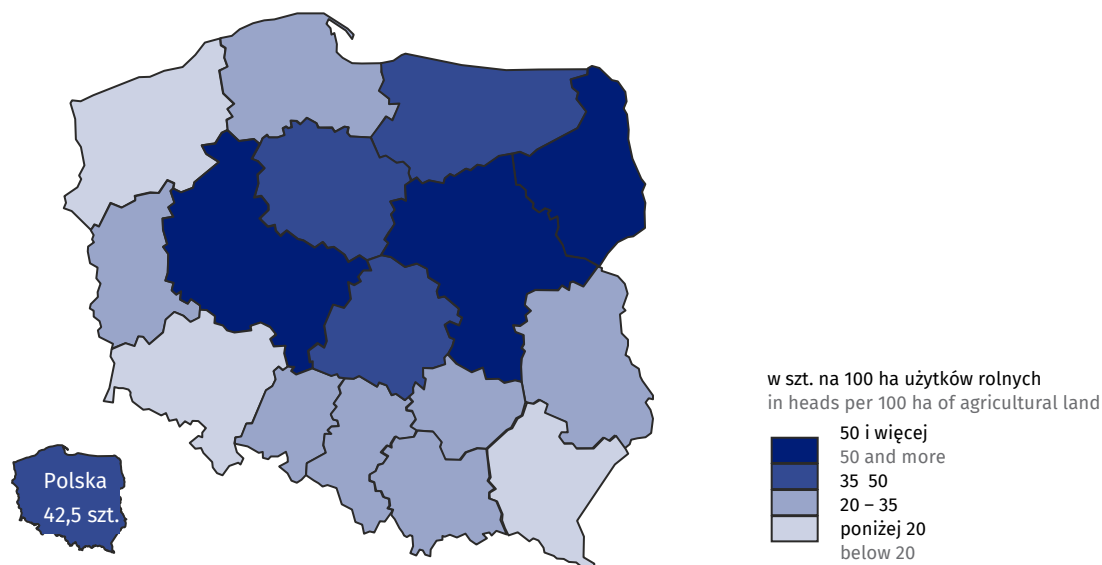 w szt. na 100 ha użytków rolnych
in heads per 100 ha of agricultural land
50 i więcej
50 and more
35 50
20 – 35
poniżej 20
below 20
Polska
42,5 szt.